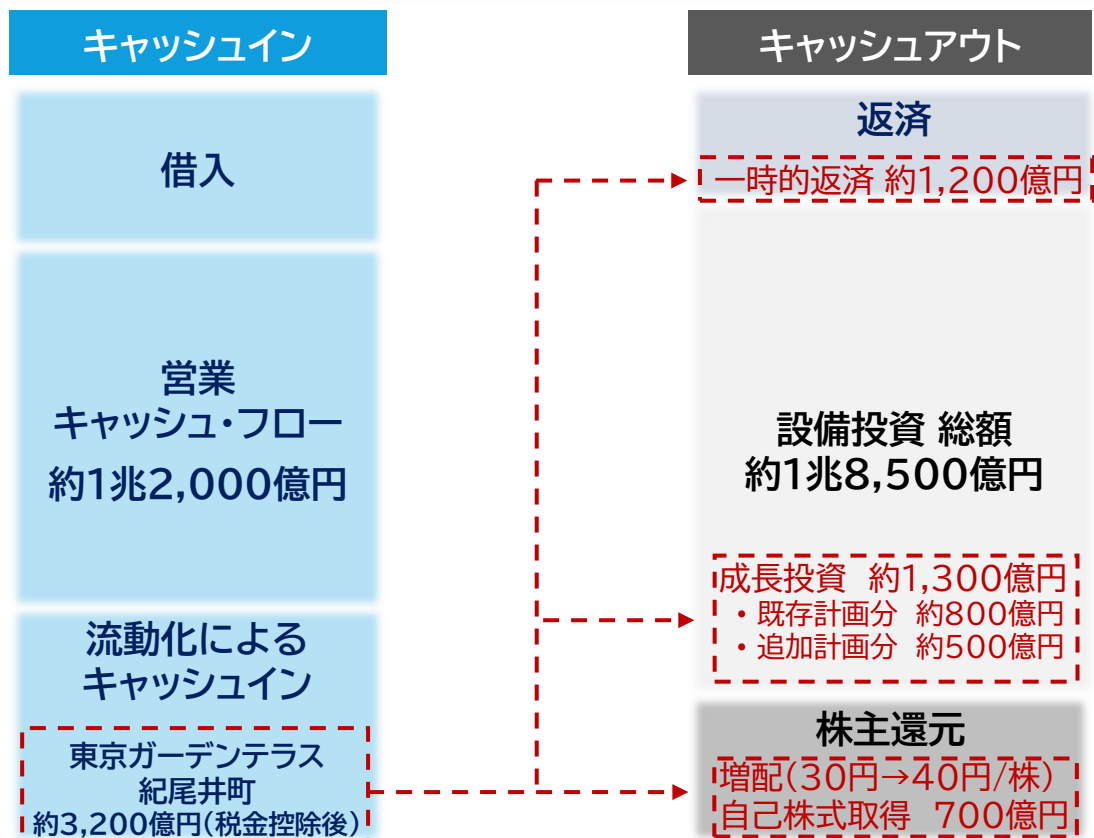 キャッシュイン
借入
営業
キャッシュ・フロー
約1兆2,000億円
流動化による
キャッシュイン
東京ガーデンテラス
紀尾井町
約3,200億円(税金控除後)
キャッシュアウト
返済
一時的返済 約1,200億円
設備投資 総額
約1兆8,500億円
成長投資 約1,300億円
・既存計画分 約800億円
・追加計画分 約500億円
株主還元
増配(30円→40円/株)
自己株式取得 700億円